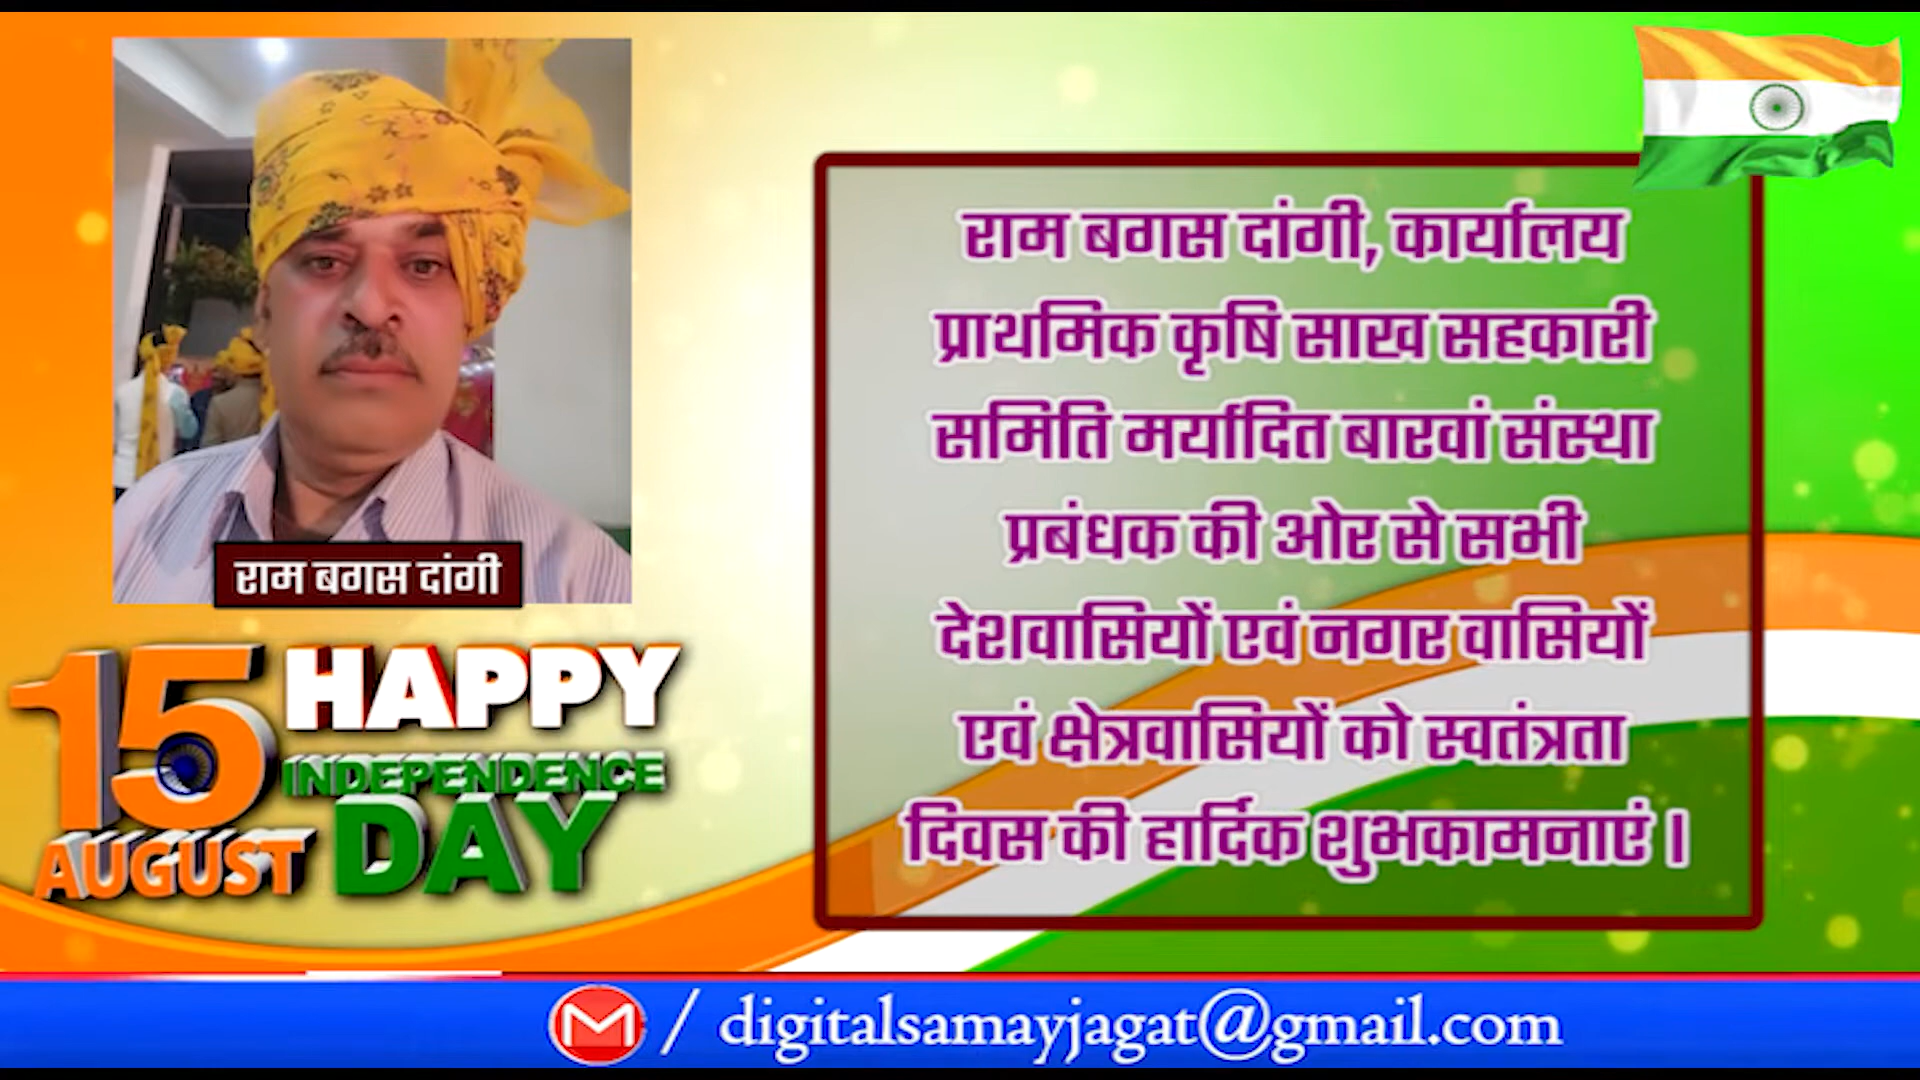 राम बगस दांगी
15
AUGUST
HAPPY
INDEPENDENCE
DAY
राम बगस दांगी, कार्यालय
प्राथमिक कृषि साख सहकारी
समिति मर्यादित बारवां संस्था
प्रबंधक की ओर से सभी
देशवासियों एवं नगर वासियों
एवं क्षेत्रवासियों को स्वतंत्रता
दिवस की हार्दिक शुभकामनाएं ।
/ digitalsamayjagat@gmail.com